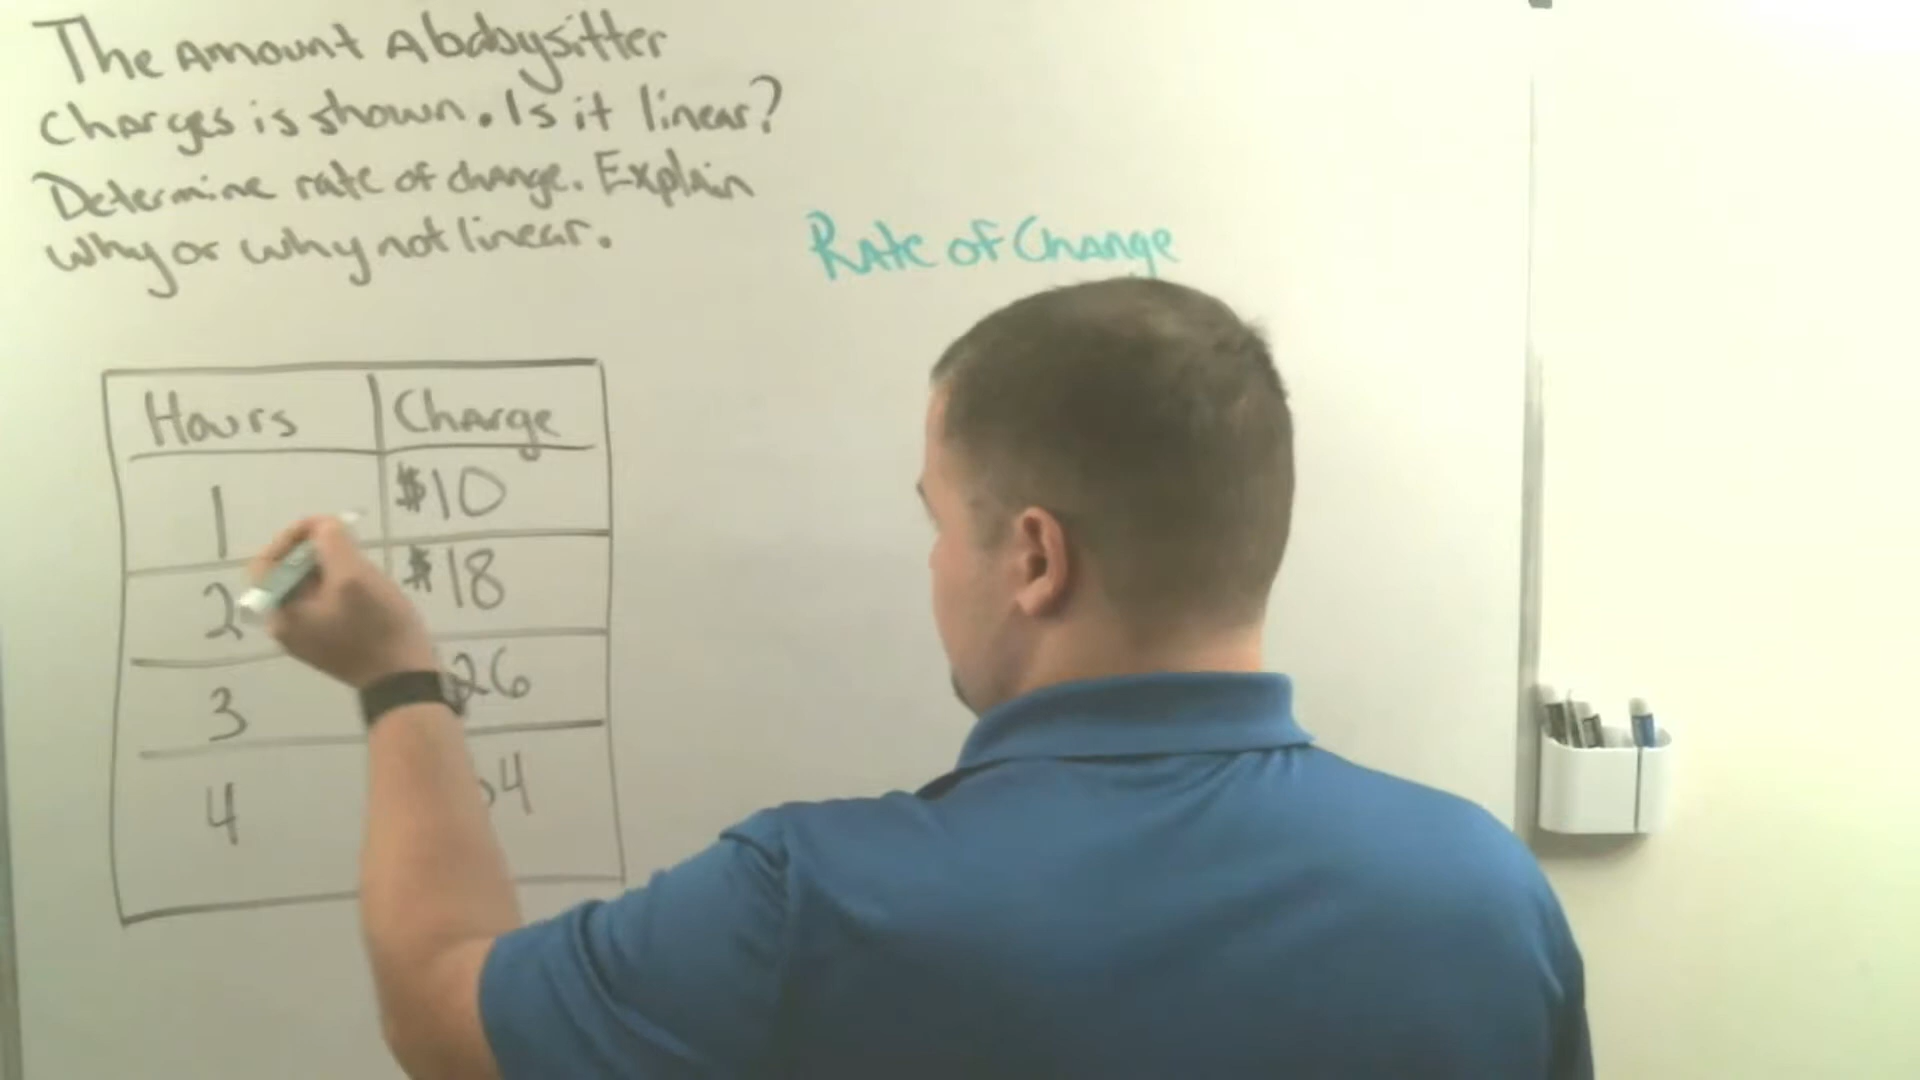 The amount a babysitter
charges is shown. Is it linear?
Determine rate of change. Explain
why or why not linear.
Rate of Change
Hours Charge
1 $10
2 $18
3 26
4